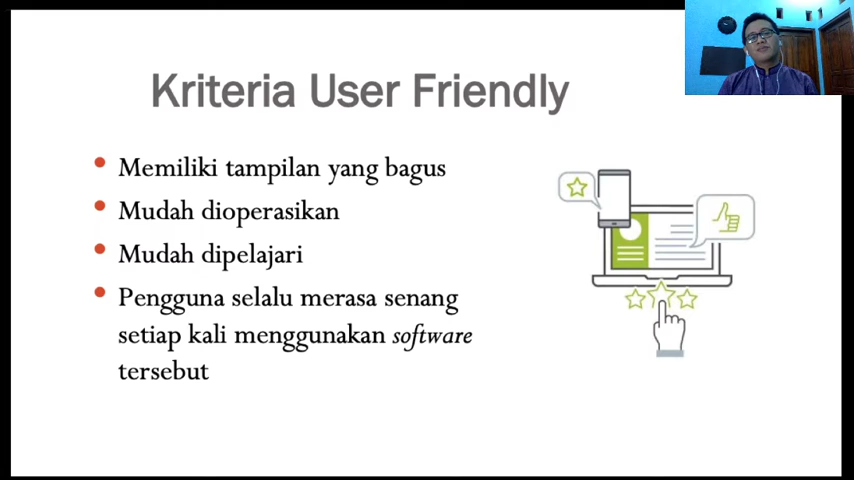 Kriteria User Friendly
Memiliki tampilan yang bagus
Mudah dioperasikan
Mudah dipelajari
Pengguna selalu merasa senang
setiap kali menggunakan software
tersebut